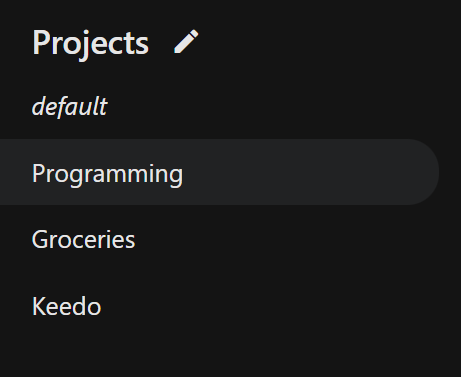 Projects
default
Programming
Groceries
Keedo